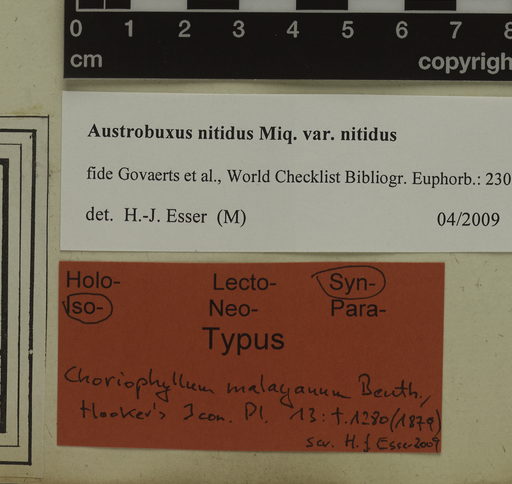 0 1 2 3 4 5 6 7 8
cm copyrigh
Austrobuxus nitidus Miq. var. nitidus
fide Govaerts et al., World Checklist Bibliogr. Euphorb.: 230
det. H.-J. Esser (M) 04/2009
Holo- Lecto- Syn-
Iso- Neo- Para-
Typus
Choriophyllum malayanum Benth.,
Hooker's Icon. Pl. 13: t. 1280 (1879)
scr. H.-J. Esser 2009